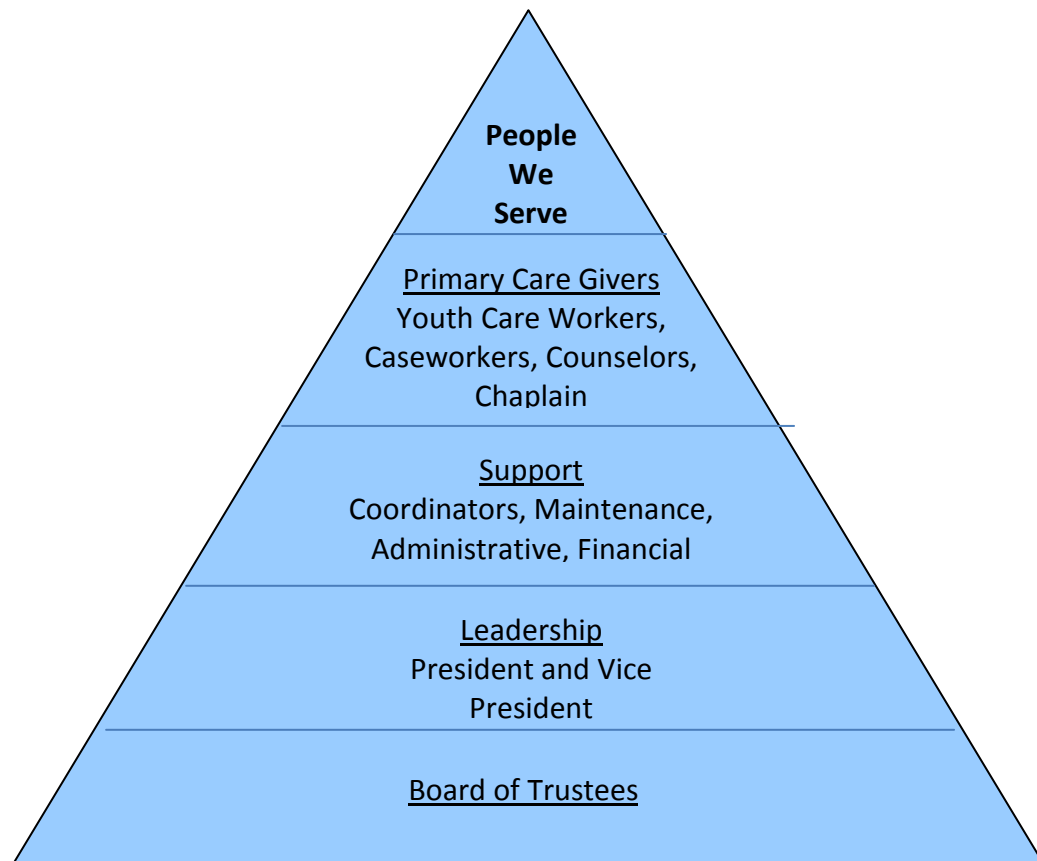 People
We
Serve
Primary Care Givers
Youth Care Workers,
Caseworkers, Counselors,
Chaplain
Support
Coordinators, Maintenance,
Administrative, Financial
Leadership
President and Vice
President
Board of Trustees